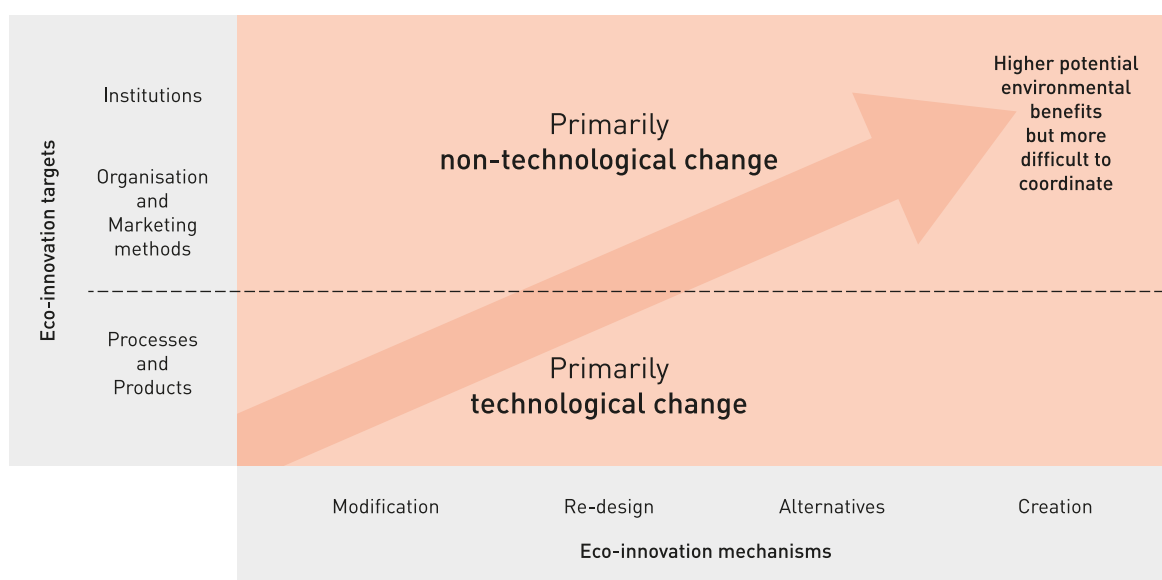 Eco-innovation targets
Institutions
Organisation
and
Marketing
methods
Processes
and
Products
Primarily
non-technological change
Higher potential
environmental
benefits
but more
difficult to
coordinate
Primarily
technological change
Modification
Re-design
Alternatives
Creation
Eco-innovation mechanisms